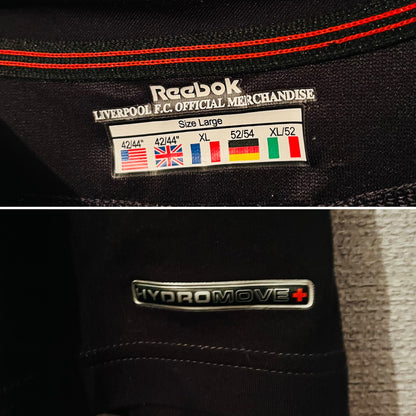 Reebok
LIVERPOOL F.C. OFFICIAL MERCHANDISE
Size Large
42/44" 42/44" XL 52/54 XL/52
HYDROMOVE